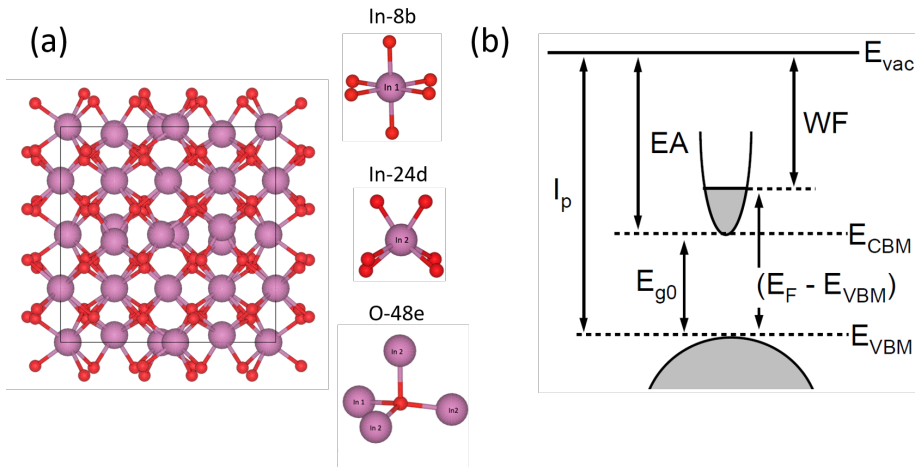 (a)
In-8b
In 1
In-24d
In 2
O-48e
In 2
In 1
In2
In 2
(b)
E_vac
WF
EA
I_p
E_CBM
E_g0
(E_F - E_VBM)
E_VBM